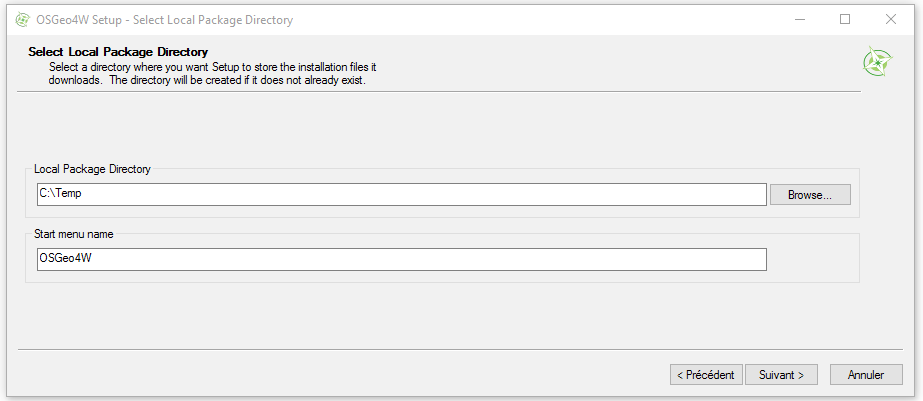 OSGeo4W Setup - Select Local Package Directory
Select Local Package Directory
Select a directory where you want Setup to store the installation files it
downloads. The directory will be created if it does not already exist.
Local Package Directory
C:\Temp
Browse...
Start menu name
OSGeo4W
< Précédent
Suivant >
Annuler